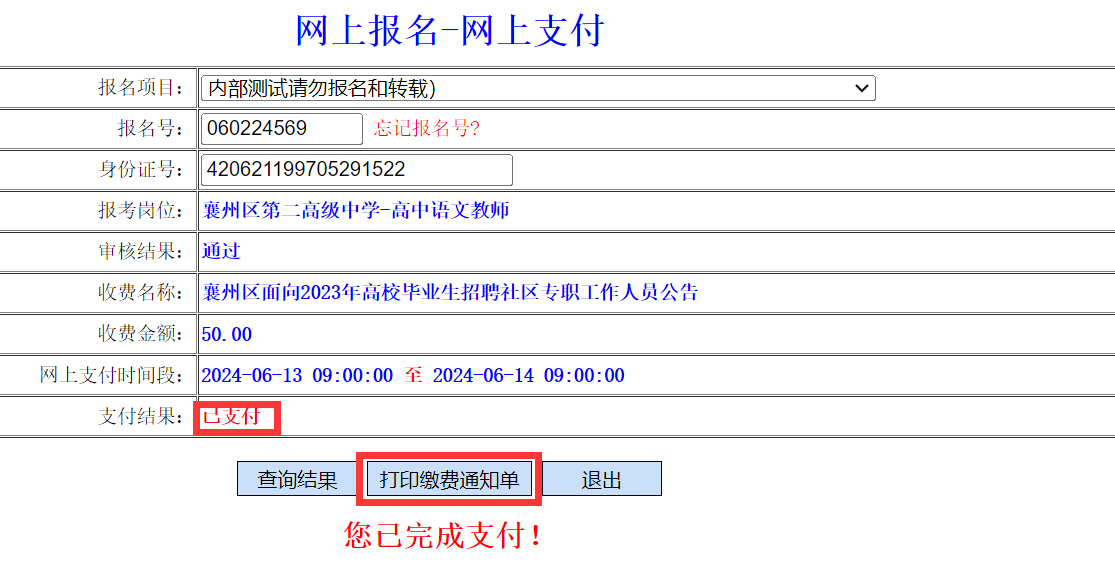 网上报名-网上支付
报名项目： 内部测试请勿报名和转载）
报名号： 060224569 忘记报名号?
身份证号： 420621199705291522
报考岗位： 襄州区第二高级中学-高中语文教师
审核结果： 通过
收费名称： 襄州区面向2023年高校毕业生招聘社区专职工作人员公告
收费金额： 50.00
网上支付时间段： 2024-06-13 09:00:00 至 2024-06-14 09:00:00
支付结果： 已支付
查询结果 打印缴费通知单 退出
您已完成支付！